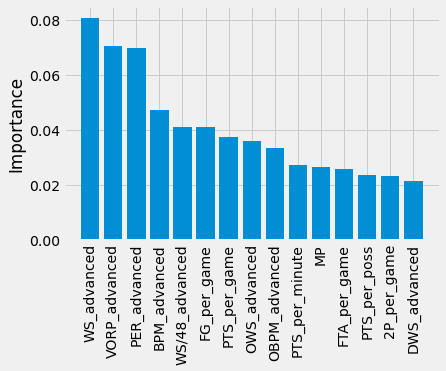 Importance
0.08
0.06
0.04
0.02
0.00
WS_advanced
VORP_advanced
PER_advanced
BPM_advanced
WS/48_advanced
FG_per_game
PTS_per_game
OWS_advanced
OBPM_advanced
PTS_per_minute
MP
FTA_per_game
PTS_per_poss
2P_per_game
DWS_advanced